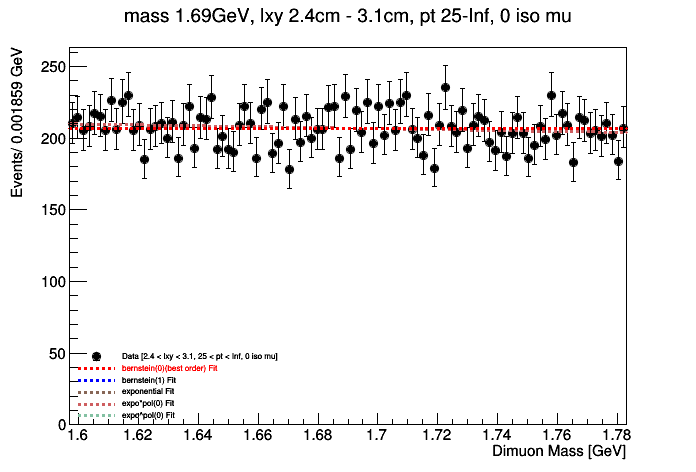 mass 1.69GeV, lxy 2.4cm - 3.1cm, pt 25-Inf, 0 iso mu
Events/ 0.001859 GeV
250
200
150
100
50
0
Data [2.4 < lxy < 3.1, 25 < pt < Inf, 0 iso mu]
bernstein(0)(best order) Fit
bernstein(1) Fit
exponential Fit
expo*pol(0) Fit
expo*pol(0) Fit
1.6 1.62 1.64 1.66 1.68 1.7 1.72 1.74 1.76 1.78
Dimuon Mass [GeV]